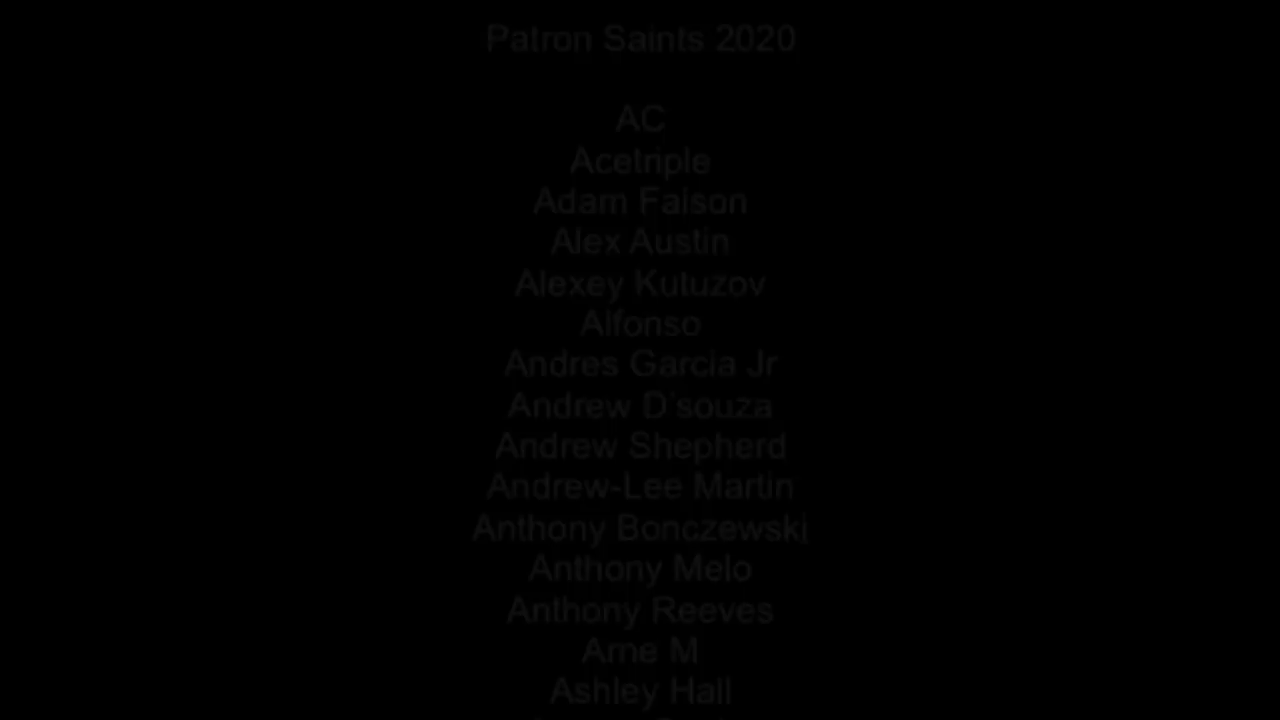 Patron Saints 2020
AC
Acetriple
Adam Faison
Alex Austin
Alexey Kutuzov
Alfonso
Andres Garcia Jr
Andrew D'souza
Andrew Shepherd
Andrew-Lee Martin
Anthony Bonczewski
Anthony Melo
Anthony Reeves
Arne M
Ashley Hall